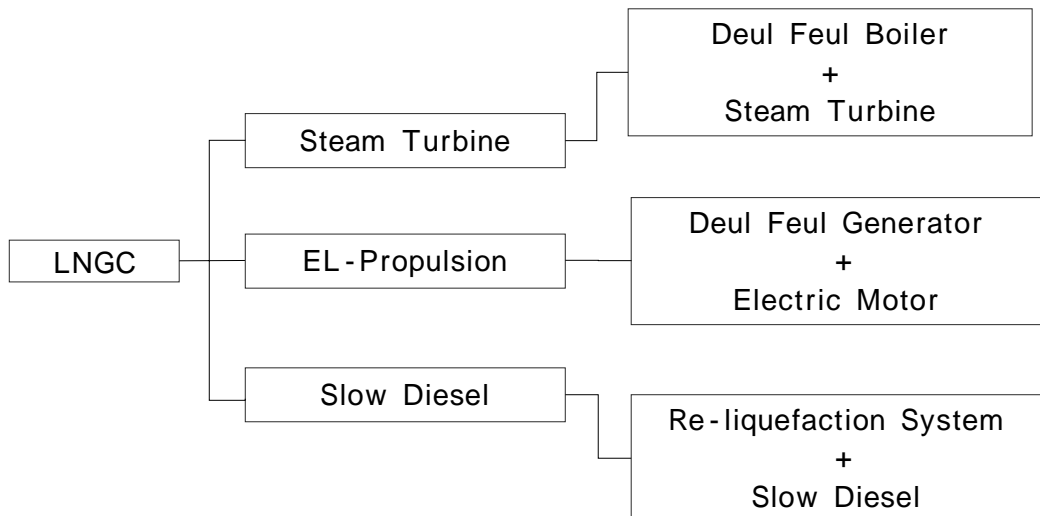 Deul Feul Boiler
+
Steam Turbine
Steam Turbine
Deul Feul Generator
+
Electric Motor
LNGC
EL-Propulsion
Slow Diesel
Re-liquefaction System
+
Slow Diesel